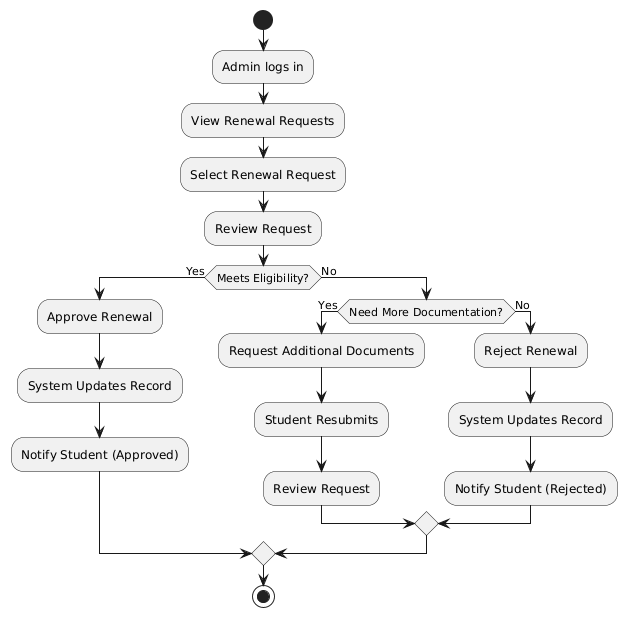 Admin logs in
View Renewal Requests
Select Renewal Request
Review Request
Yes
Meets Eligibility?
No
Approve Renewal
System Updates Record
Notify Student (Approved)
Yes
Need More Documentation?
No
Request Additional Documents
Student Resubmits
Review Request
Reject Renewal
System Updates Record
Notify Student (Rejected)